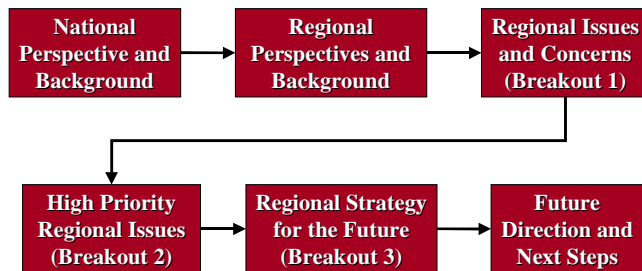 National
Perspective and
Background
Regional
Perspectives and
Background
Regional Issues
and Concerns
(Breakout 1)
High Priority
Regional Issues
(Breakout 2)
Regional Strategy
for the Future
(Breakout 3)
Future
Direction and
Next Steps